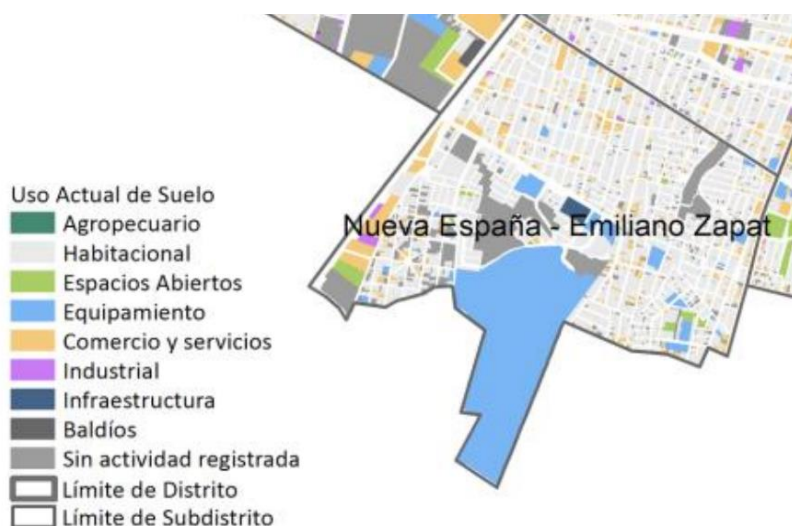 Nueva España - Emiliano Zapat
Uso Actual de Suelo
Agropecuario
Habitacional
Espacios Abiertos
Equipamiento
Comercio y servicios
Industrial
Infraestructura
Baldíos
Sin actividad registrada
Límite de Distrito
Límite de Subdistrito